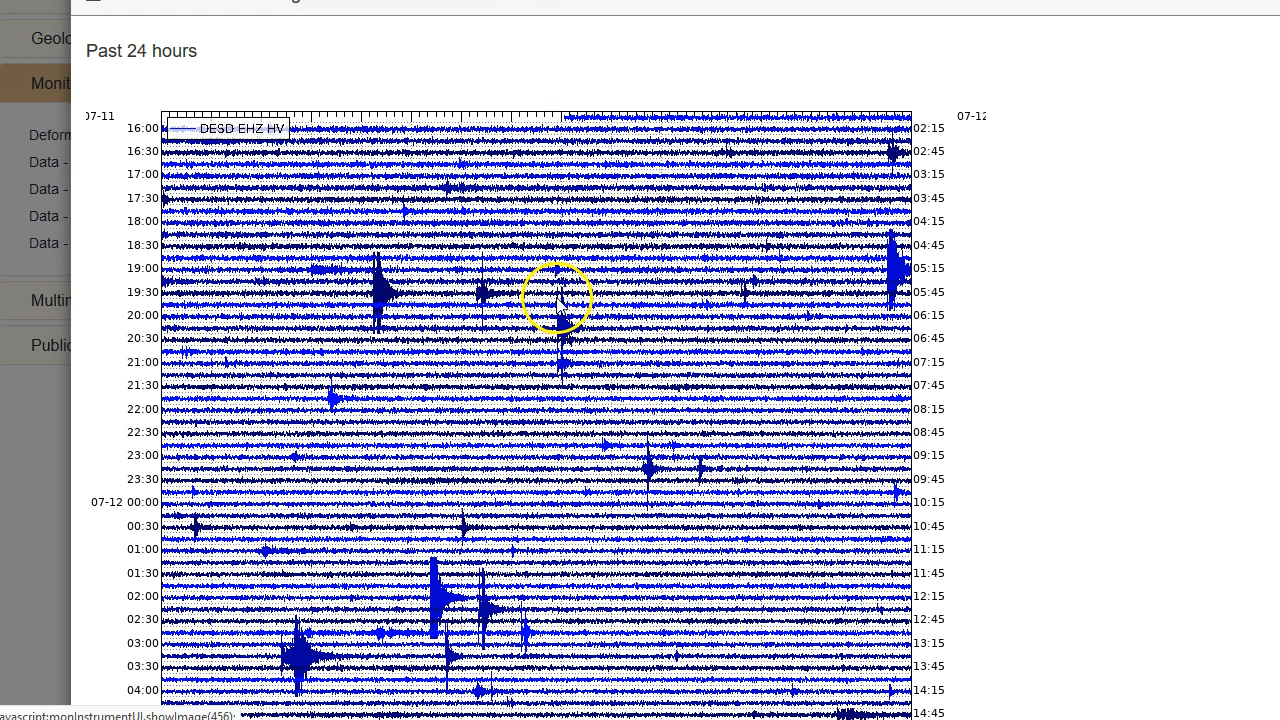 Geolo
Monit
Deform
Data -
Data -
Data -
Data -
Multim
Public
Past 24 hours
07-11
07-12
DESD EHZ HV
16:00 02:15
16:30 02:45
17:00 03:15
17:30 03:45
18:00 04:15
18:30 04:45
19:00 05:15
19:30 05:45
20:00 06:15
20:30 06:45
21:00 07:15
21:30 07:45
22:00 08:15
22:30 08:45
23:00 09:15
23:30 09:45
07-12 00:00 10:15
00:30 10:45
01:00 11:15
01:30 11:45
02:00 12:15
02:30 12:45
03:00 13:15
03:30 13:45
04:00 14:15
14:45
avascript:monInstrumentUI.showImage(456);